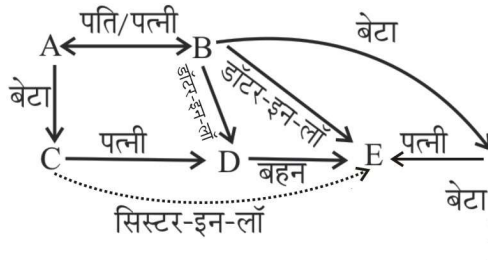 पति/पत्नी
बेटा
A B
डॉटर-इन-लॉ
डॉटर-इन-लॉ
बेटा
पत्नी
पत्नी
C D E
बहन
बेटा
सिस्टर-इन-लॉ